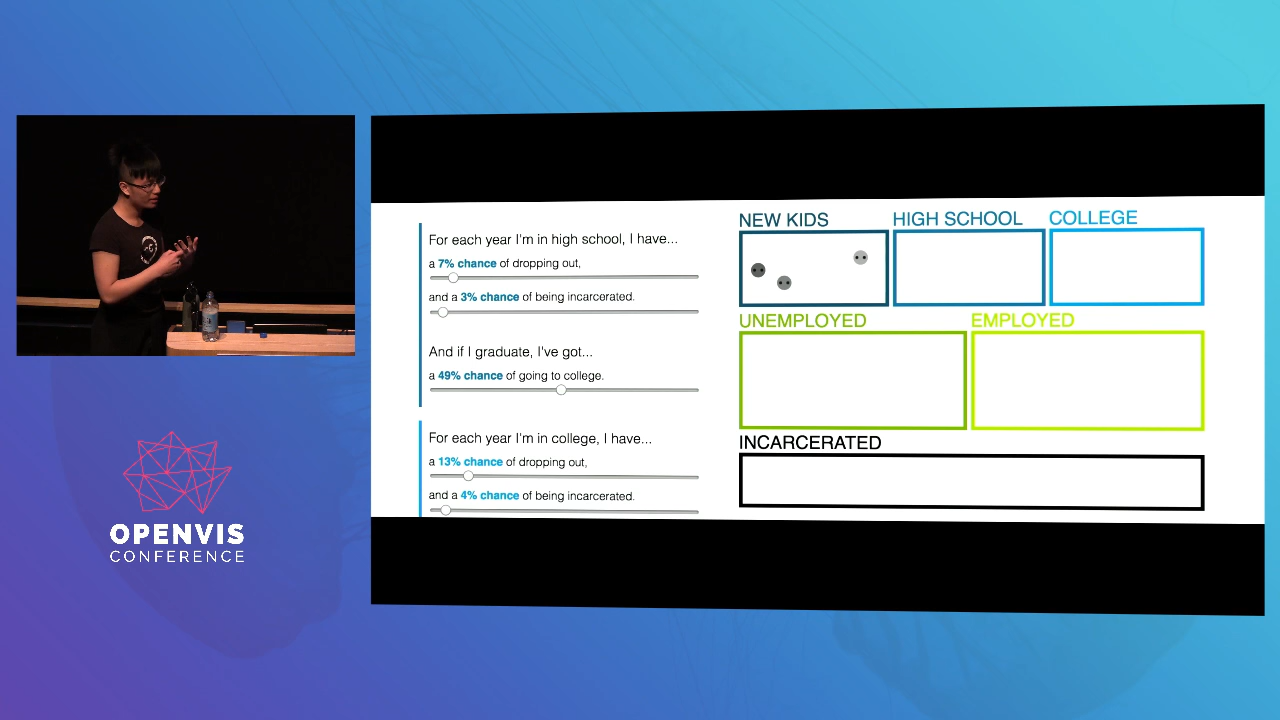 For each year I'm in high school, I have...
a 7% chance of dropping out,
and a 3% chance of being incarcerated.
And if I graduate, I've got...
a 49% chance of going to college.
For each year I'm in college, I have...
a 13% chance of dropping out,
and a 4% chance of being incarcerated.
NEW KIDS
HIGH SCHOOL
COLLEGE
UNEMPLOYED
EMPLOYED
INCARCERATED
OPENVIS
CONFERENCE